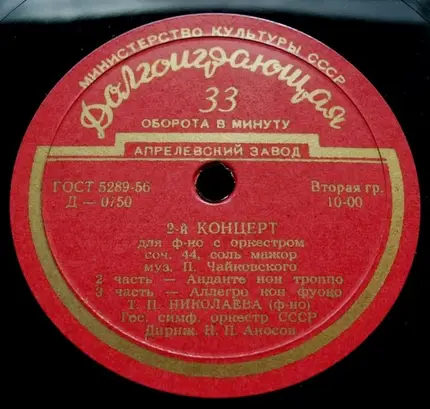 МИНИСТЕРСТВО КУЛЬТУРЫ СССР
Долгоиграющая
33
ОБОРОТА В МИНУТУ
АПРЕЛЕВСКИЙ ЗАВОД
ГОСТ 5289-56
Д — 0750
Вторая гр.
10-00
2-й КОНЦЕРТ
для ф-но с оркестром
соч. 44, соль мажор
муз. П. Чайковского
2 часть — Анданте нон троппо
3 часть — Аллегро кон фуоко
Т. П. НИКОЛАЕВА (ф-но)
Гос. симф. оркестр СССР
Дириж. Н. П. Аносов